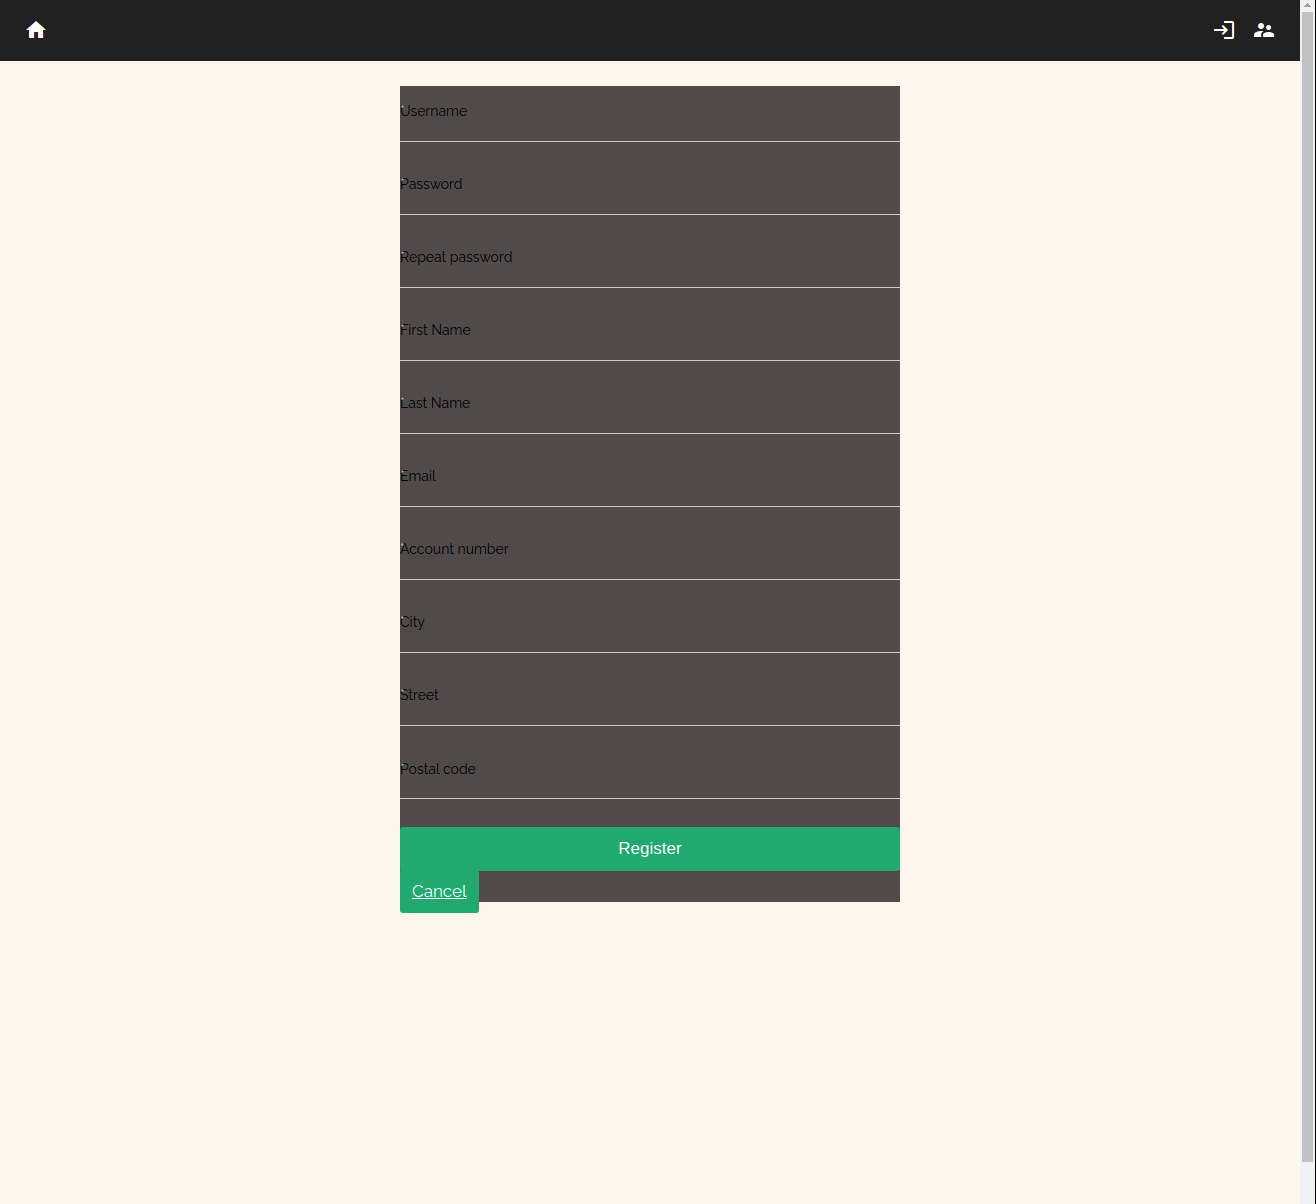 Username
Password
Repeat password
First Name
Last Name
Email
Account number
City
Street
Postal code
Register
Cancel